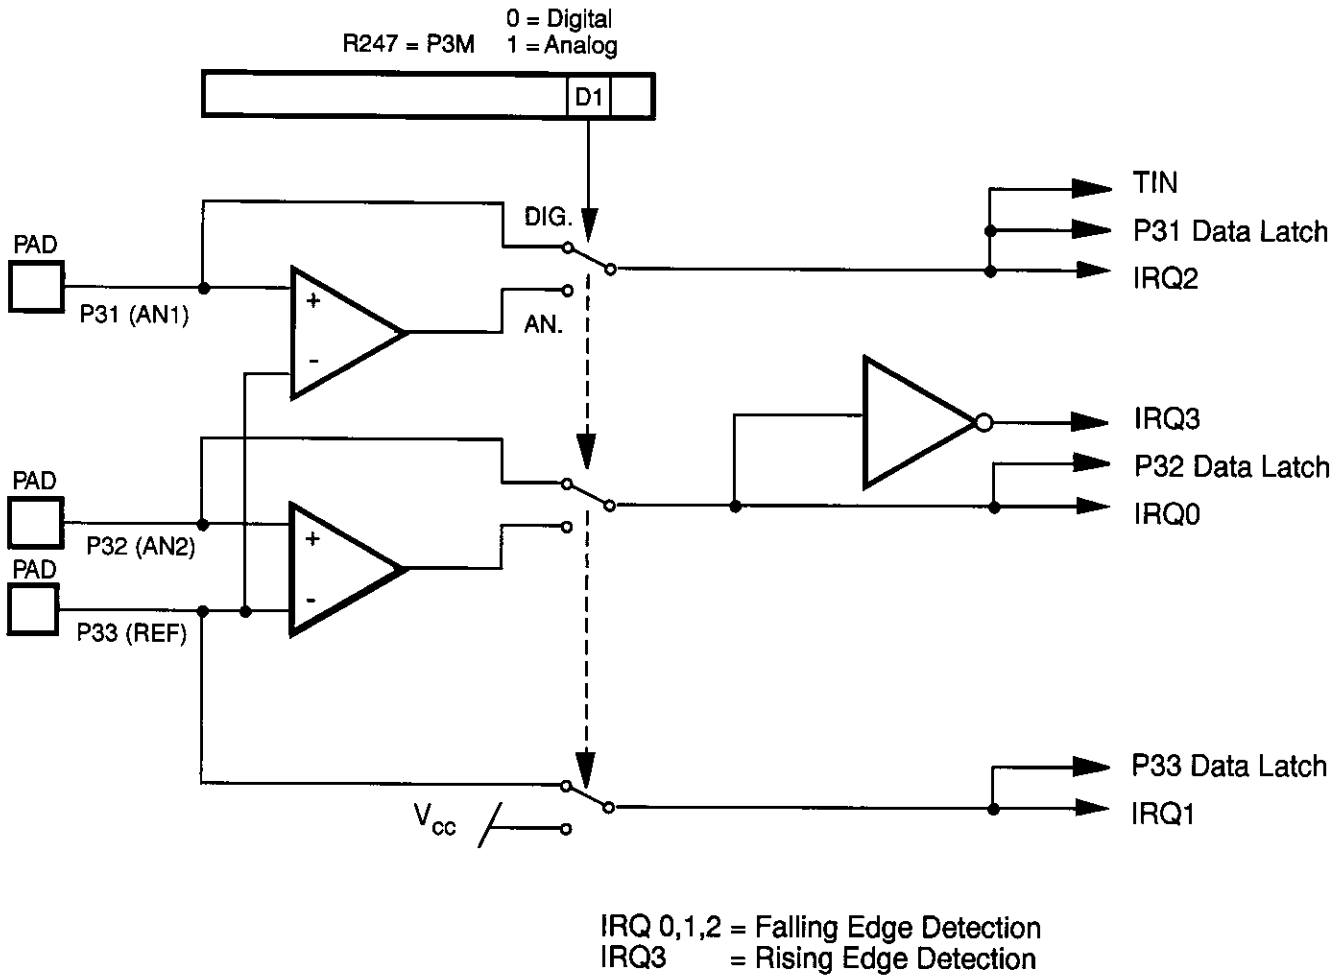 0 = Digital
R247 = P3M 1 = Analog
D1
TIN
DIG.
P31 Data Latch
PAD
IRQ2
+
P31 (AN1)
AN.
-
IRQ3
P32 Data Latch
PAD
IRQ0
+
P32 (AN2)
PAD
-
P33 (REF)
P33 Data Latch
VCC
IRQ1
IRQ 0,1,2 = Falling Edge Detection
IRQ3 = Rising Edge Detection